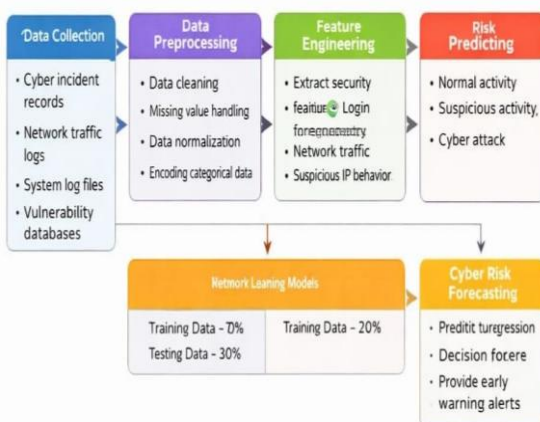 Data Collection
• Cyber incident
records
• Network traffic
logs
• System log files
• Vulnerability
databases
Data
Preprocessing
• Data cleaning
• Missing value handling
• Data normalization
• Encoding categorical data
Feature
Engineering
• Extract security
• Login
• Network traffic
• Suspicious IP behavior
Risk
Predicting
• Normal activity
• Suspicious activity,
• Cyber attack
Network Leaning Models
Training Data –
Testing Data – 30%
Training Data – 20%
Cyber Risk
Forecasting
• Decision
• Provide early
warning alerts